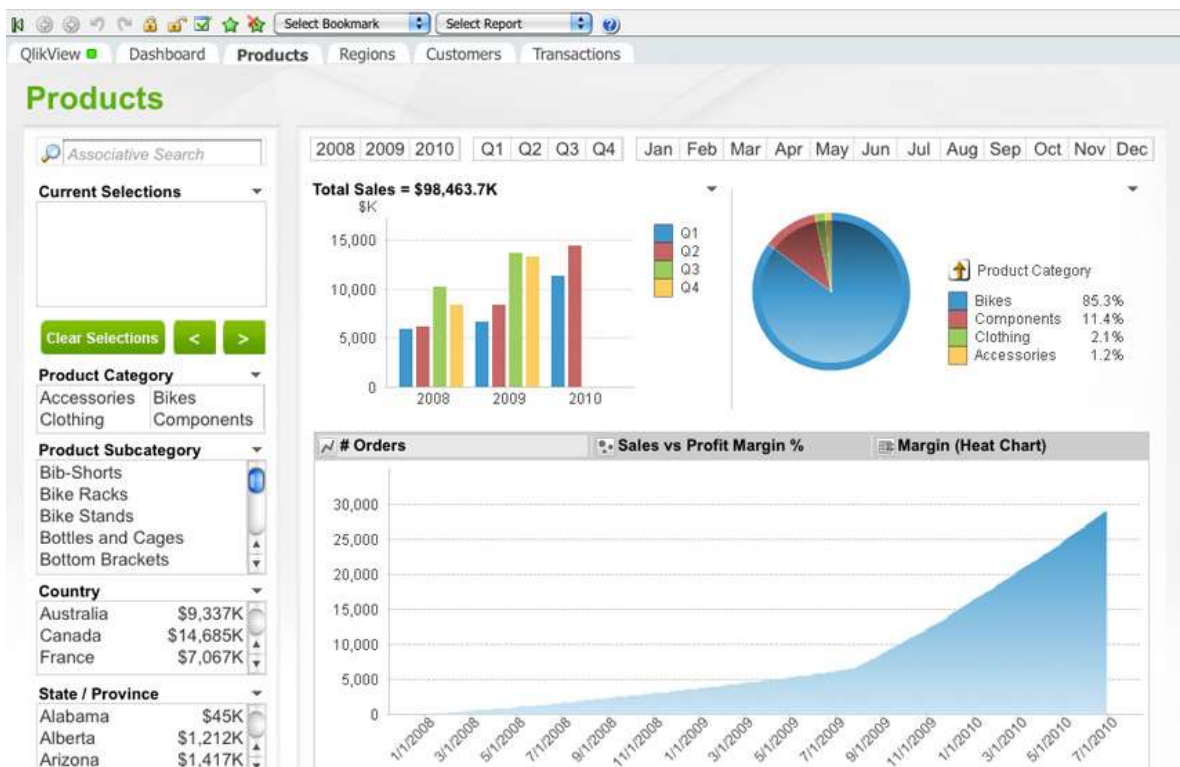 Select Bookmark Select Report
QlikView Dashboard Products Regions Customers Transactions
Products
Associative Search
Current Selections
Clear Selections < >
Product Category
Accessories Bikes
Clothing Components
Product Subcategory
Bib-Shorts
Bike Racks
Bike Stands
Bottles and Cages
Bottom Brackets
Country
Australia $9,337K
Canada $14,685K
France $7,067K
State / Province
Alabama $45K
Alberta $1,212K
Arizona $1,417K
2008 2009 2010 Q1 Q2 Q3 Q4 Jan Feb Mar Apr May Jun Jul Aug Sep Oct Nov Dec
Total Sales = $98,463.7K
$K
15,000
10,000
5,000
0
2008 2009 2010
Q1
Q2
Q3
Q4
Product Category
Bikes 85.3%
Components 11.4%
Clothing 2.1%
Accessories 1.2%
# Orders Sales vs Profit Margin % Margin (Heat Chart)
30,000
25,000
20,000
15,000
10,000
5,000
0
1/1/2008 3/1/2008 5/1/2008 7/1/2008 9/1/2008 11/1/2008 1/1/2009 3/1/2009 5/1/2009 7/1/2009 9/1/2009 11/1/2009 1/1/2010 3/1/2010 5/1/2010 7/1/2010